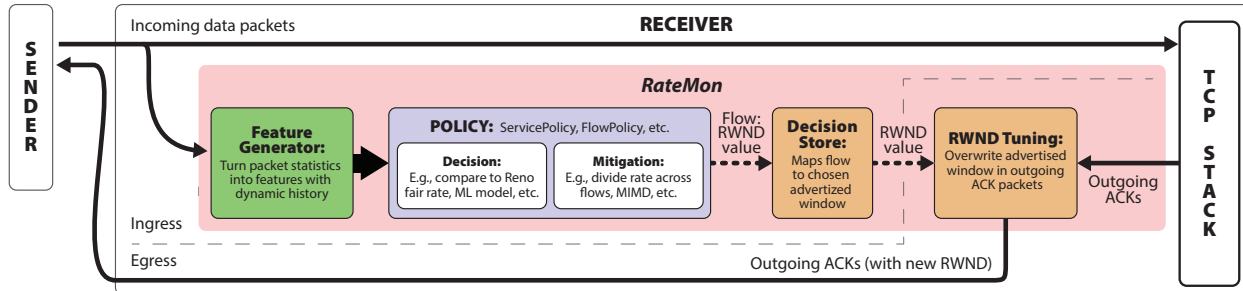 Incoming data packets
RECEIVER
SENDER
TCP STACK
RateMon
Feature
Generator:
Turn packet statistics
into features with
dynamic history
POLICY: ServicePolicy, FlowPolicy, etc.
Decision:
E.g., compare to Reno
fair rate, ML model, etc.
Mitigation:
E.g., divide rate across
flows, MIMD, etc.
Flow:
RWND
value
Decision
Store:
Maps flow
to chosen
advertized
window
RWND
value
RWND Tuning:
Overwrite advertised
window in outgoing
ACK packets
Outgoing
ACKs
Ingress
Egress
Outgoing ACKs (with new RWND)